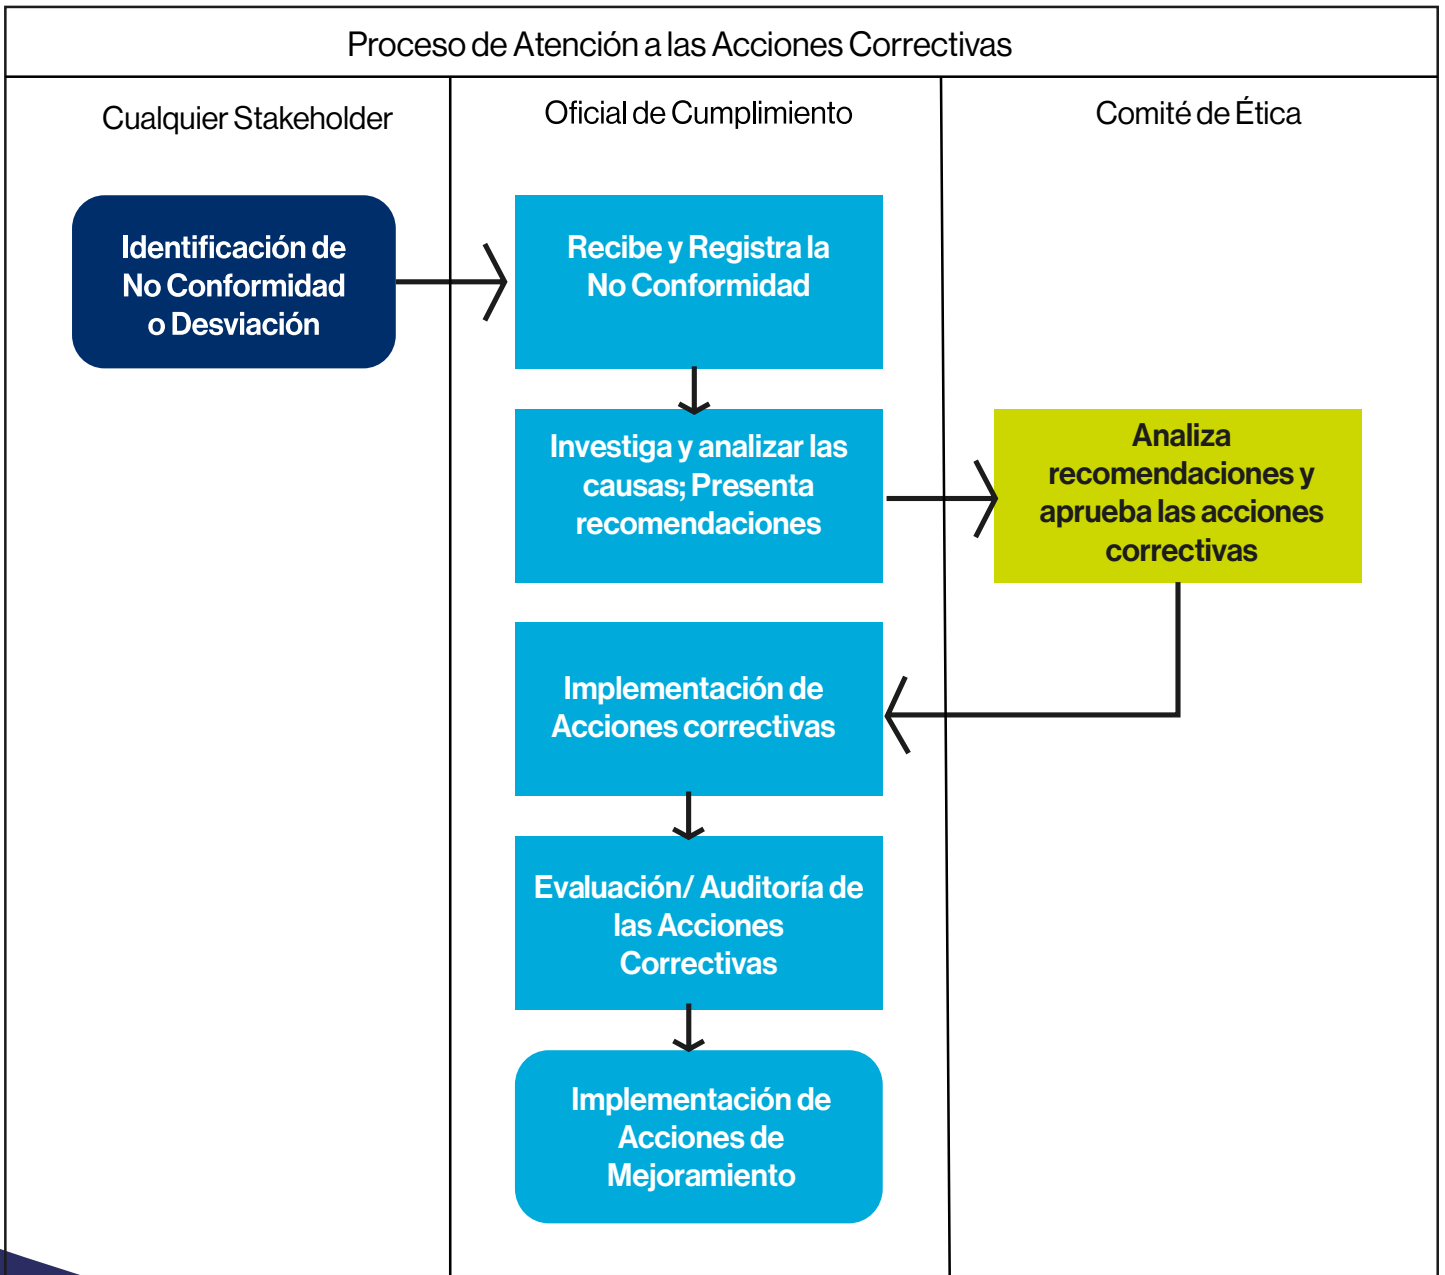 Proceso de Atención a las Acciones Correctivas
Cualquier Stakeholder
Oficial de Cumplimiento
Comité de Ética
Identificación de
No Conformidad
o Desviación
Recibe y Registra la
No Conformidad
Investiga y analizar las
causas; Presenta
recomendaciones
Analiza
recomendaciones y
aprueba las acciones
correctivas
Implementación de
Acciones correctivas
Evaluación/ Auditoría de
las Acciones
Correctivas
Implementación de
Acciones de
Mejoramiento